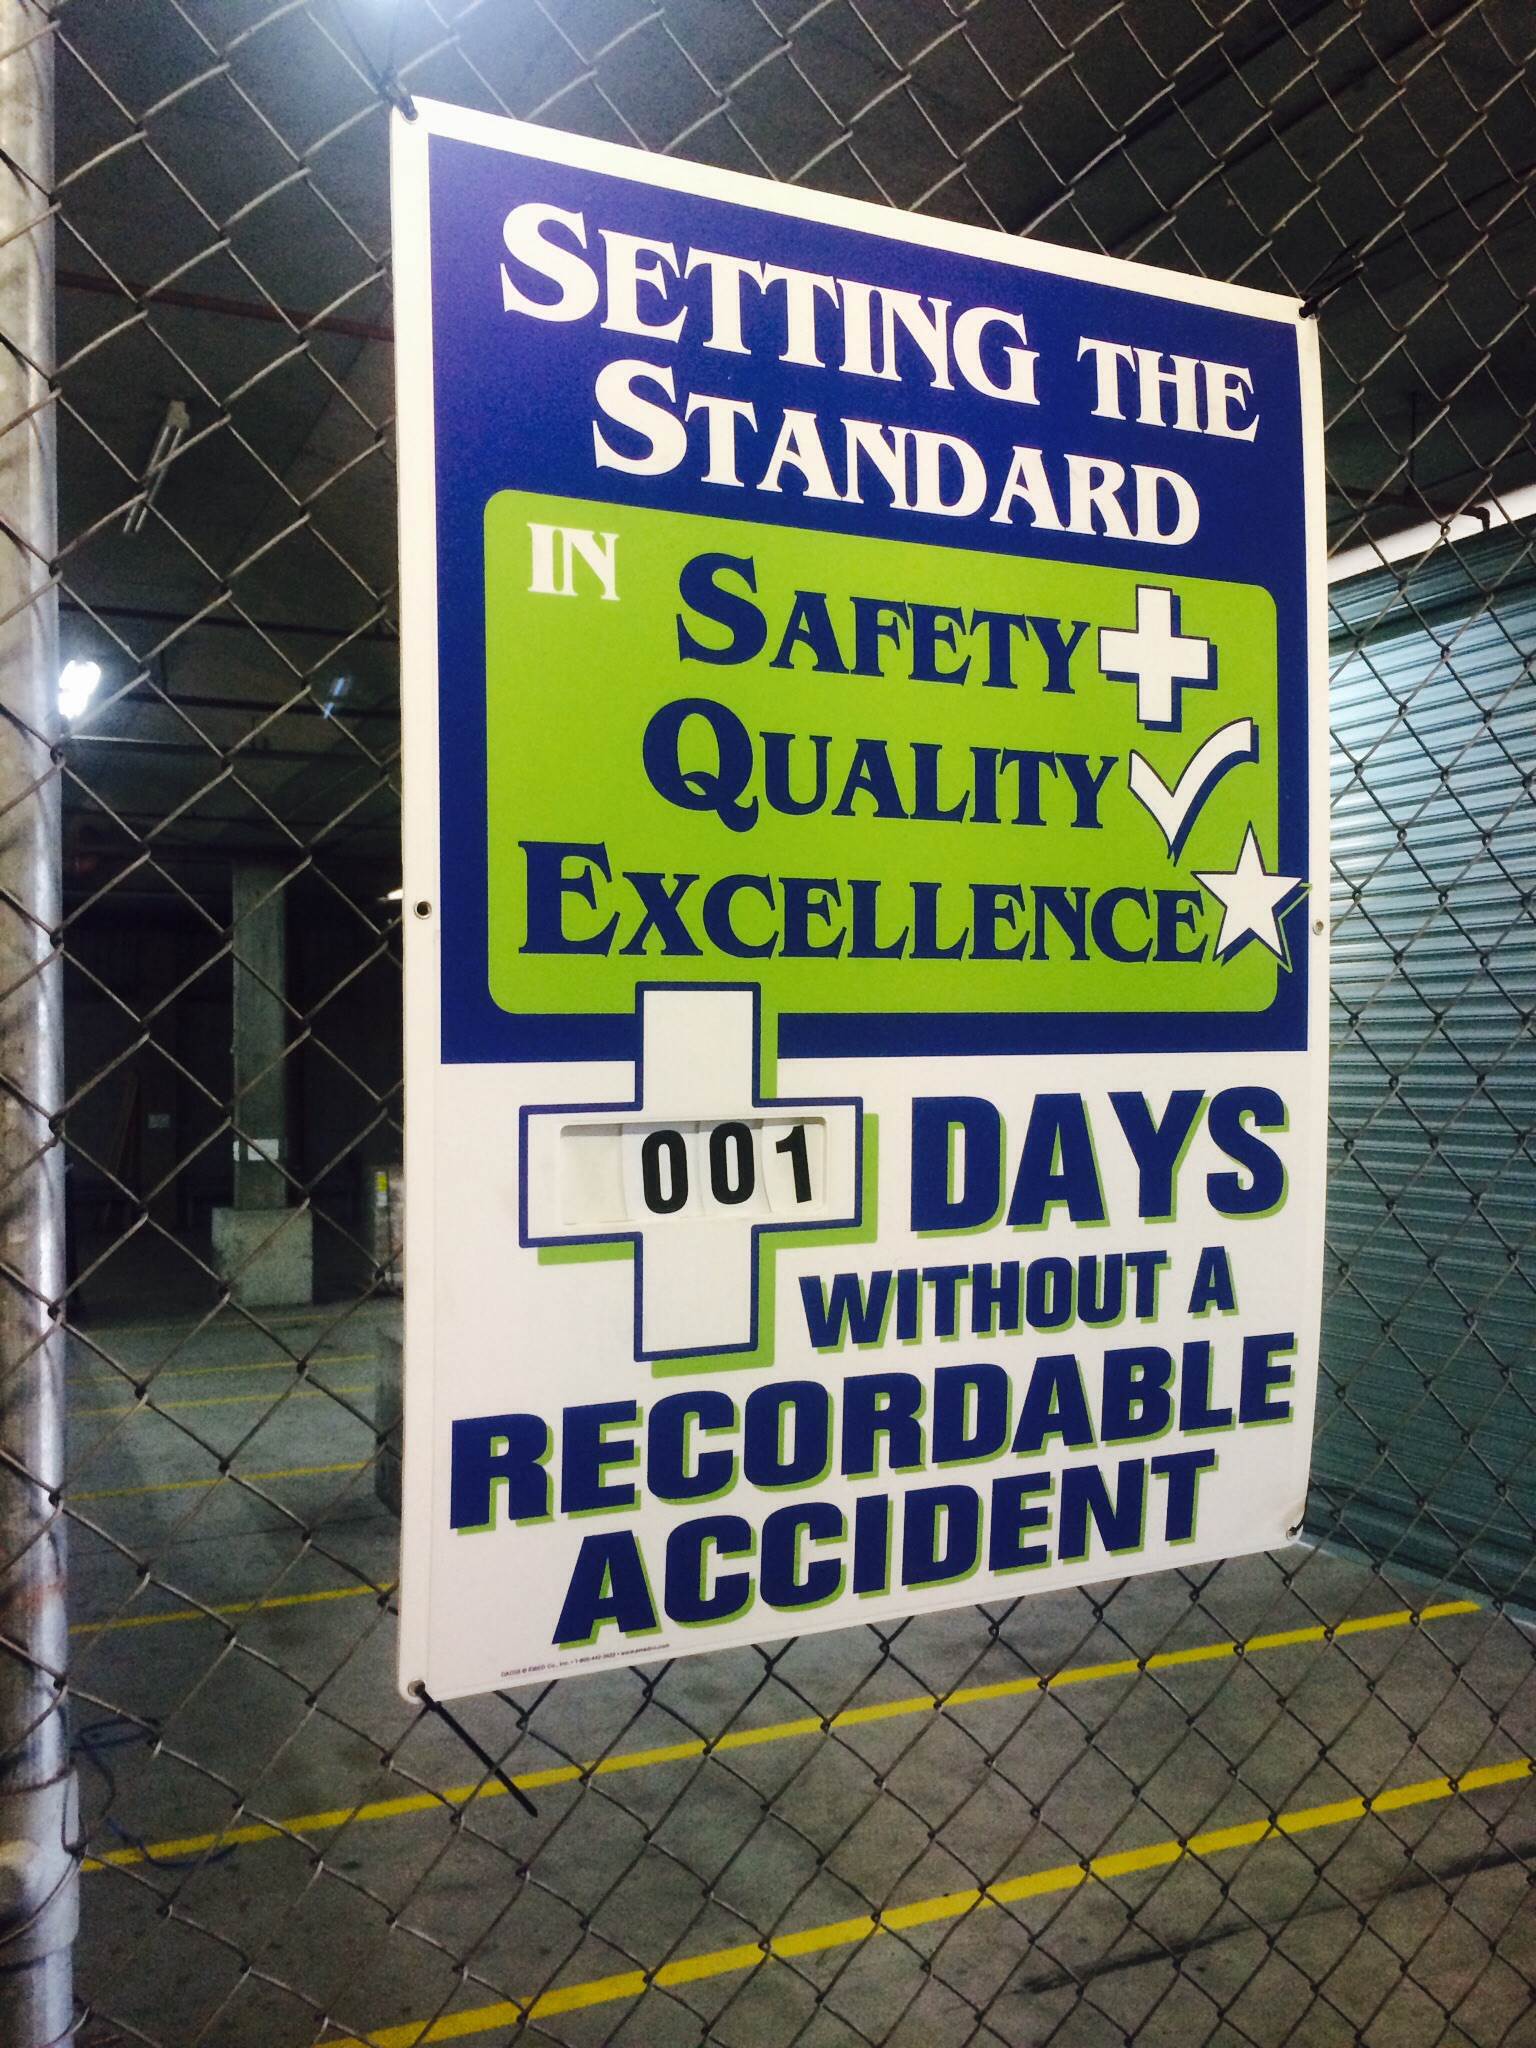 SETTING THE
STANDARD
IN SAFETY
QUALITY
EXCELLENCE
001 DAYS
WITHOUT A
RECORDABLE
ACCIDENT